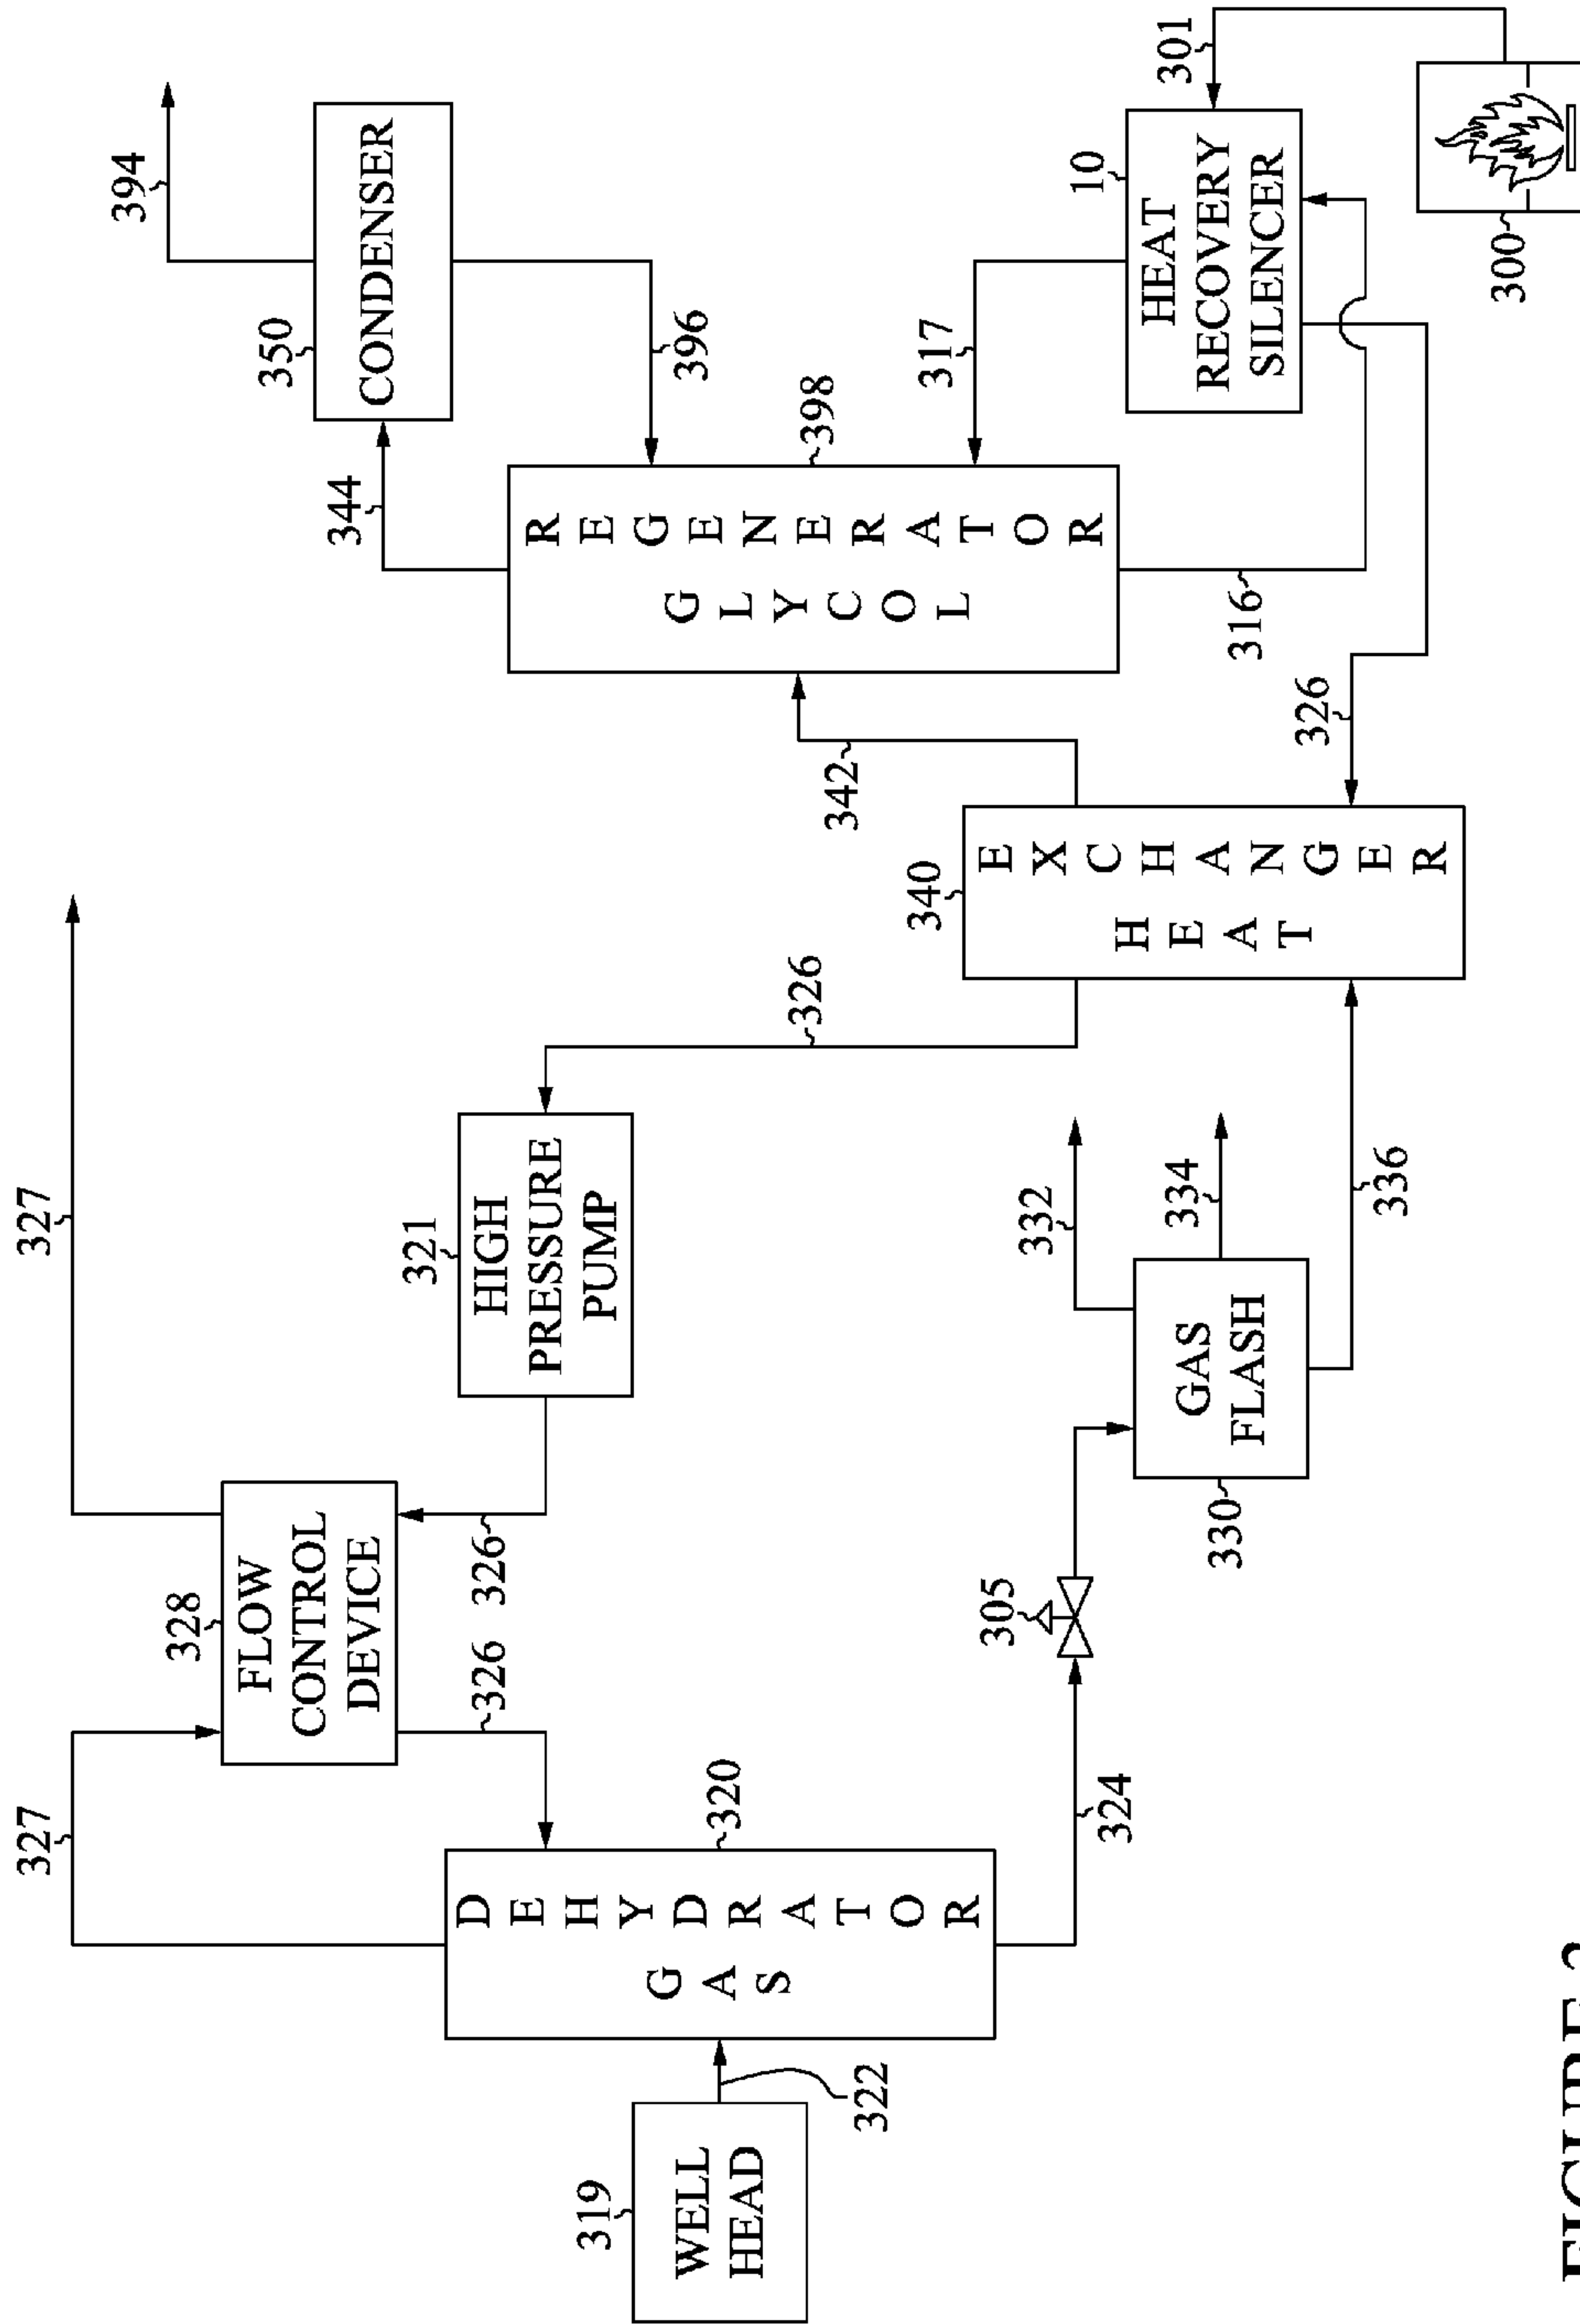 327
327
394
328
FLOW
CONTROL
DEVICE
350
CONDENSER
344
326
326
321
HIGH
PRESSURE
PUMP
396
319
WELL
HEAD
322
GAS
DEHYDRATOR
320
326
GLYCOL
REGENERATOR
398
342
340
HEAT
EXCHANGER
317
10
HEAT
RECOVERY
SILENCER
301
324
305
332
334
330
GAS
FLASH
336
326
316
300